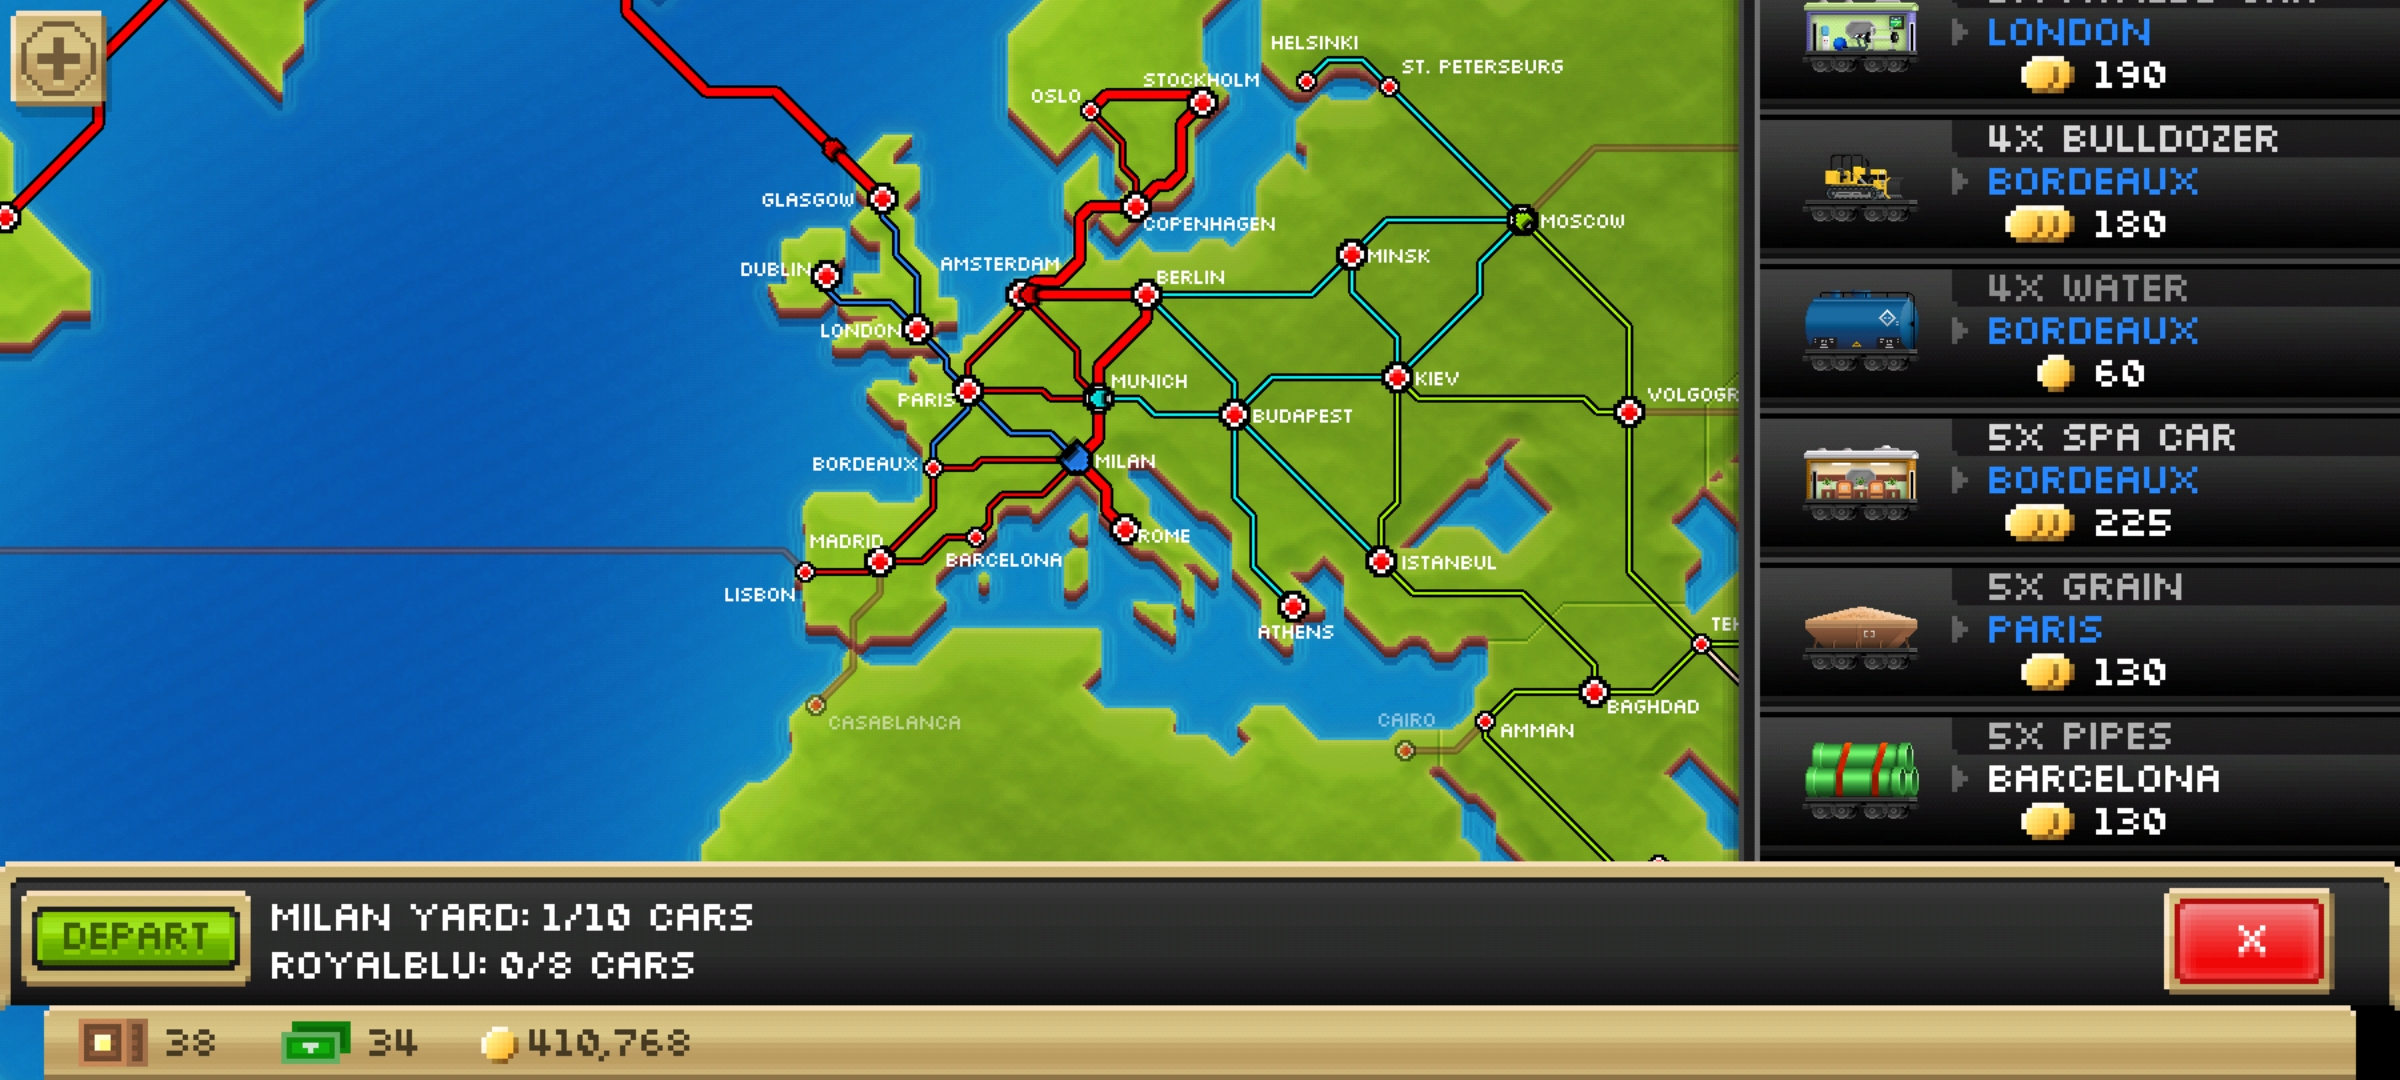 HELSINKI
ST. PETERSBURG
STOCKHOLM
OSLO
GLASGOW
COPENHAGEN
MOSCOW
DUBLIN
AMSTERDAM
BERLIN
MINSK
LONDON
PARIS
MUNICH
KIEV
VOLGOGR
BUDAPEST
BORDEAUX
MILAN
MADRID
BARCELONA
ROME
ISTANBUL
LISBON
ATHENS
TEH
CASABLANCA
CAIRO
BAGHDAD
AMMAN
LONDON
190
4X BULLDOZER
BORDEAUX
180
4X WATER
BORDEAUX
60
5X SPA CAR
BORDEAUX
225
5X GRAIN
PARIS
130
5X PIPES
BARCELONA
130
DEPART
MILAN YARD: 1/10 CARS
ROYALBLU: 0/8 CARS
X
38
34
410,768